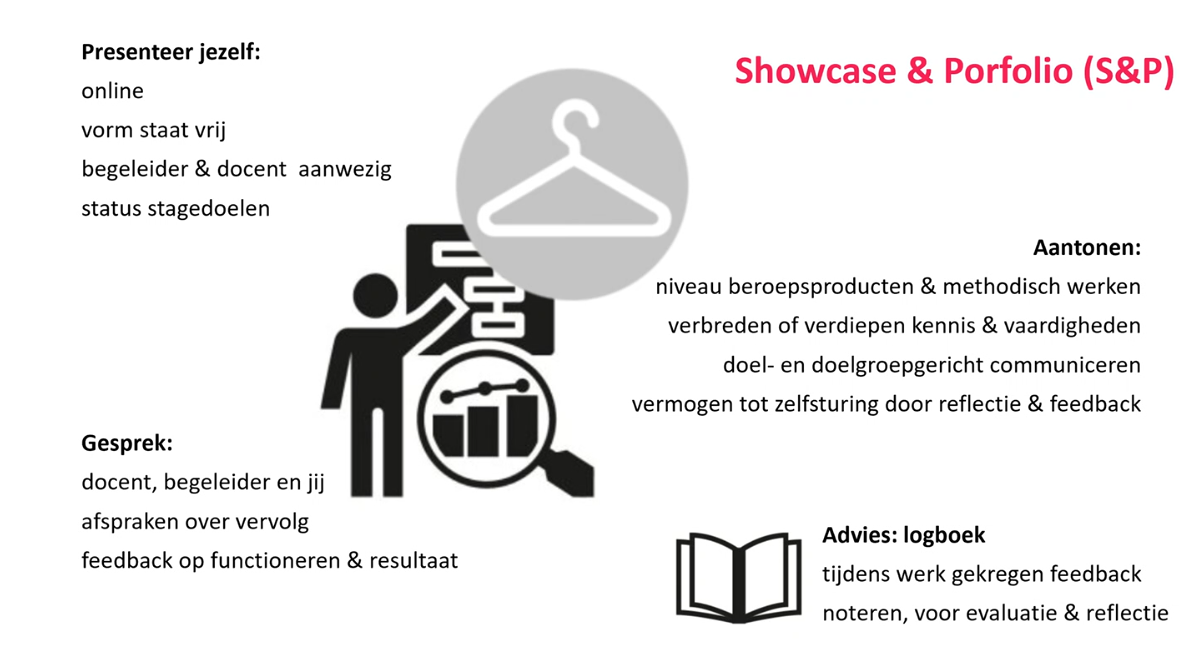 Showcase & Porfolio (S&P)
Presenteer jezelf:
online
vorm staat vrij
begeleider & docent  aanwezig
status stagedoelen
Aantonen:
niveau beroepsproducten & methodisch werken
verbreden of verdiepen kennis & vaardigheden
doel- en doelgroepgericht communiceren
vermogen tot zelfsturing door reflectie & feedback
Gesprek:
docent, begeleider en jij
afspraken over vervolg
feedback op functioneren & resultaat
Advies: logboek
tijdens werk gekregen feedback
noteren, voor evaluatie & reflectie